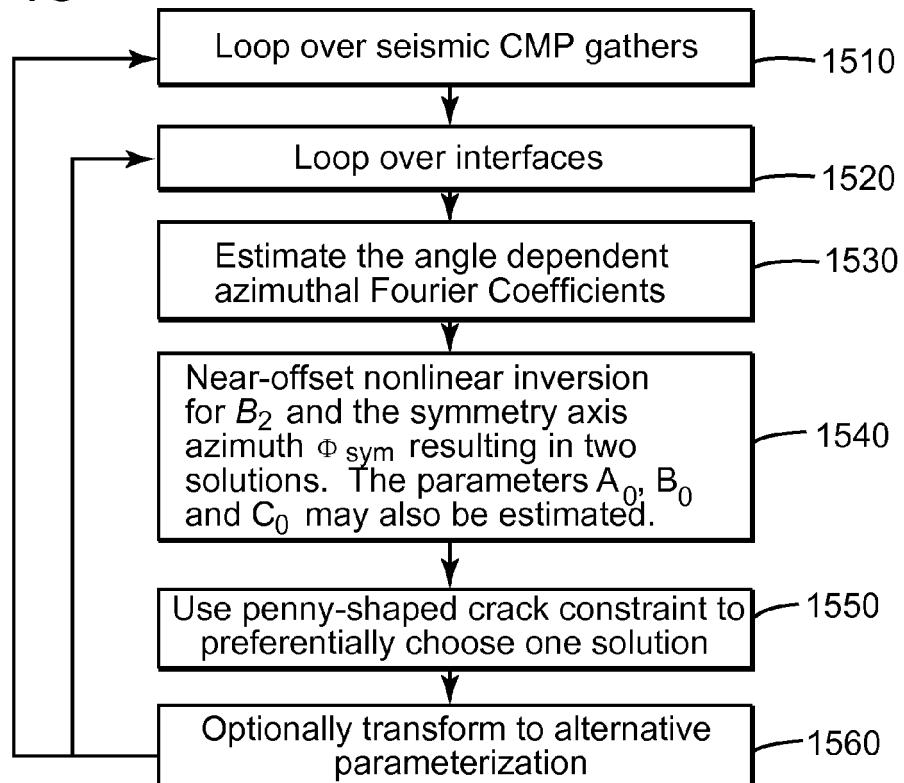 Loop over seismic CMP gathers
1510
Loop over interfaces
1520
Estimate the angle dependent
azimuthal Fourier Coefficients
1530
Near-offset nonlinear inversion
for B₂ and the symmetry axis
azimuth Φ sym resulting in two
solutions. The parameters A₀, B₀
and C₀ may also be estimated.
1540
Use penny-shaped crack constraint to
preferentially choose one solution
1550
Optionally transform to alternative
parameterization
1560